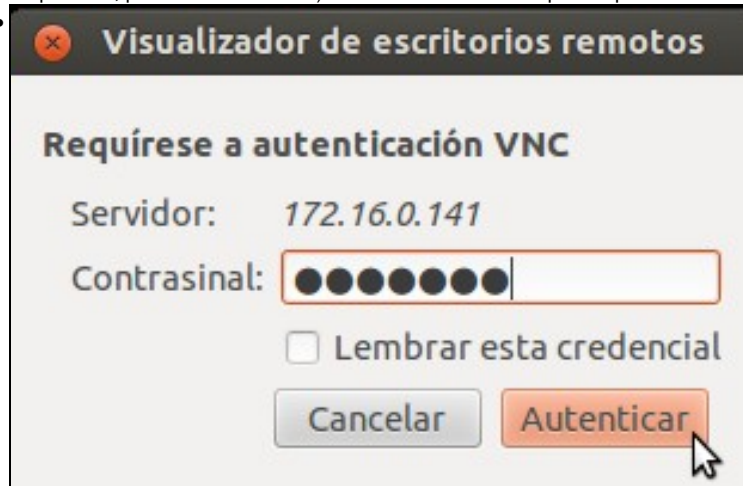 Visualizador de escritorios remotos
Requírese a autenticación VNC
Servidor: 172.16.0.141
Contrasinal: ●●●●●●●
Lembrar esta credencial
Cancelar Autenticar